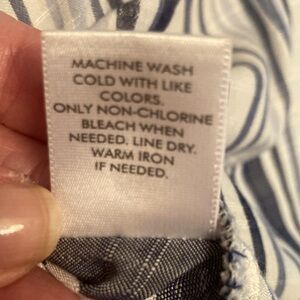 MACHINE WASH
COLD WITH LIKE
COLORS.
ONLY NON-CHLORINE
BLEACH WHEN
NEEDED. LINE DRY.
WARM IRON
IF NEEDED.